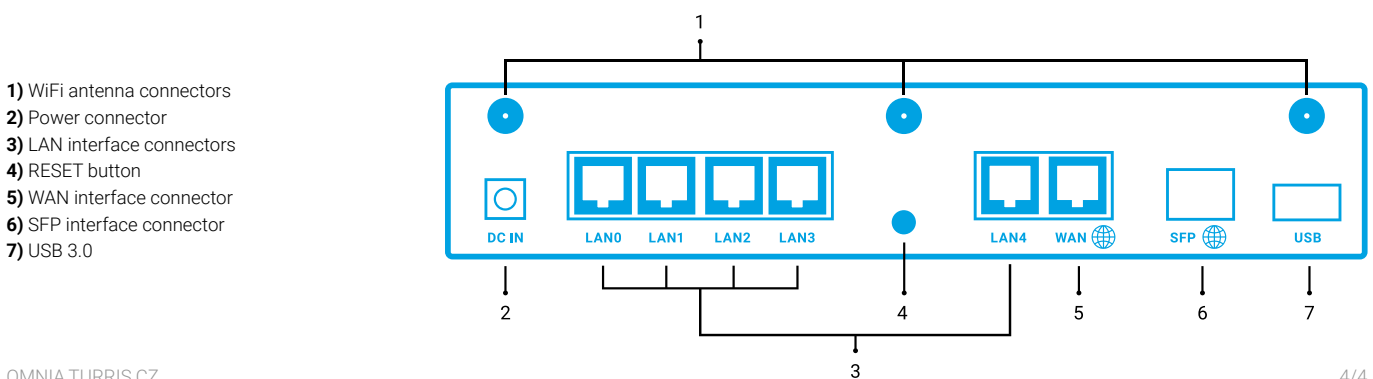 1
1) WiFi antenna connectors
2) Power connector
3) LAN interface connectors
4) RESET button
5) WAN interface connector
6) SFP interface connector
7) USB 3.0
DC IN LAN0 LAN1 LAN2 LAN3 LAN4 WAN SFP USB
2 4 5 6 7
3
OMNIA.TURRIS.CZ 4/4